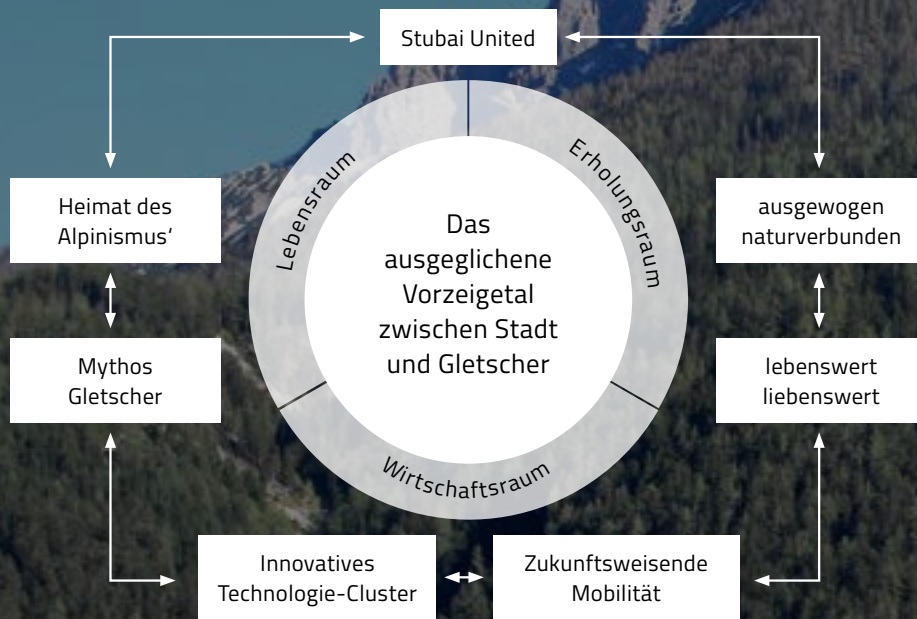 Stubai United
Lebensraum
Erholungsraum
Heimat des
Alpinismus‘
Das
ausgeglichene
Vorzeigetal
zwischen Stadt
und Gletscher
ausgewogen
naturverbunden
Mythos
Gletscher
lebenswert
liebenswert
Wirtschaftsraum
Innovatives
Technologie-Cluster
Zukunftsweisende
Mobilität